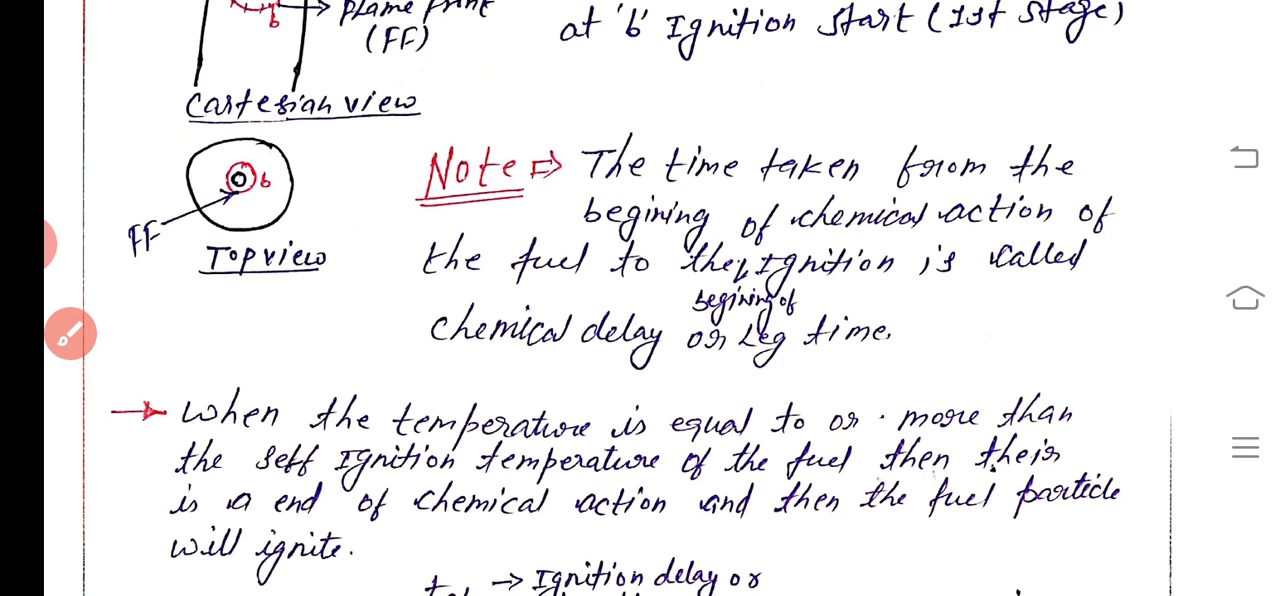 b → Flame front
(FF)
at 'b' Ignition start (1st stage)
Cartesian view
b
FF
Top view
Note ⇒ The time taken from the
begining of chemical action of
the fuel to the Ignition is called
begining of
chemical delay or Leg time.
→ When the temperature is equal to or more than
the self Ignition temperature of the fuel then their
is a end of chemical action and then the fuel particle
will ignite.
→ Ignition delay or